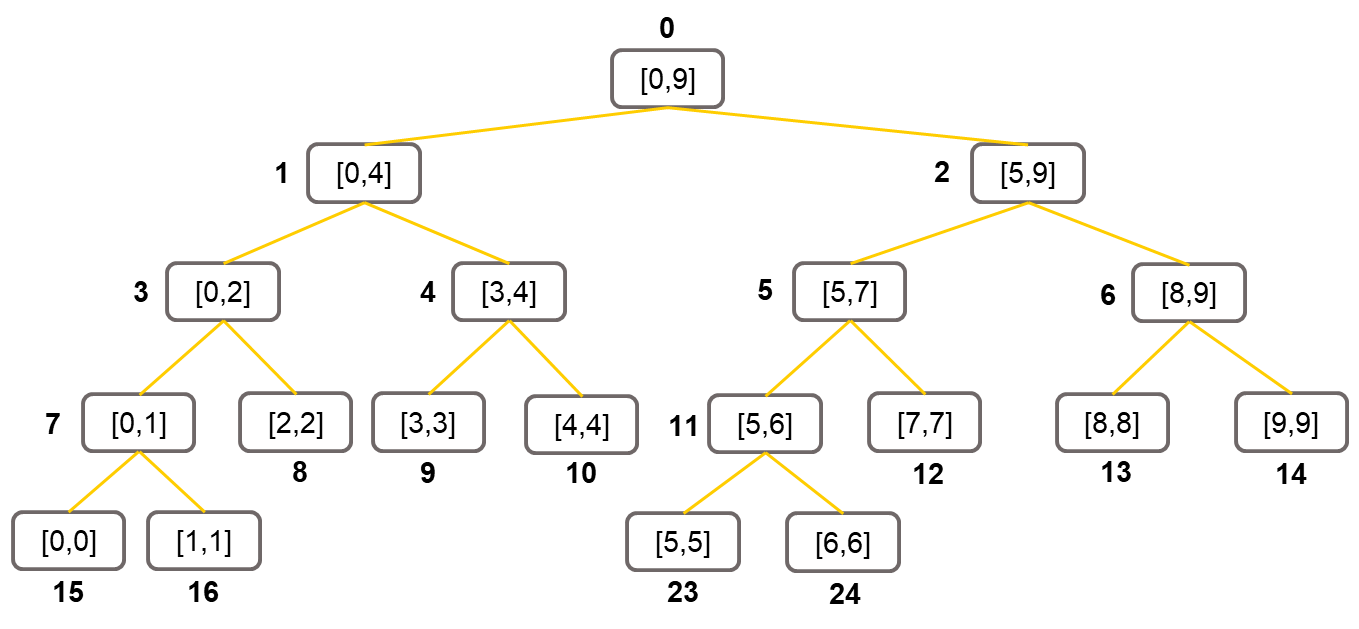 0
[0,9]
1 [0,4] 2 [5,9]
3 [0,2] 4 [3,4] 5 [5,7] 6 [8,9]
7 [0,1] [2,2] [3,3] [4,4] 11 [5,6] [7,7] [8,8] [9,9]
8 9 10 12 13 14
[0,0] [1,1] [5,5] [6,6]
15 16 23 24